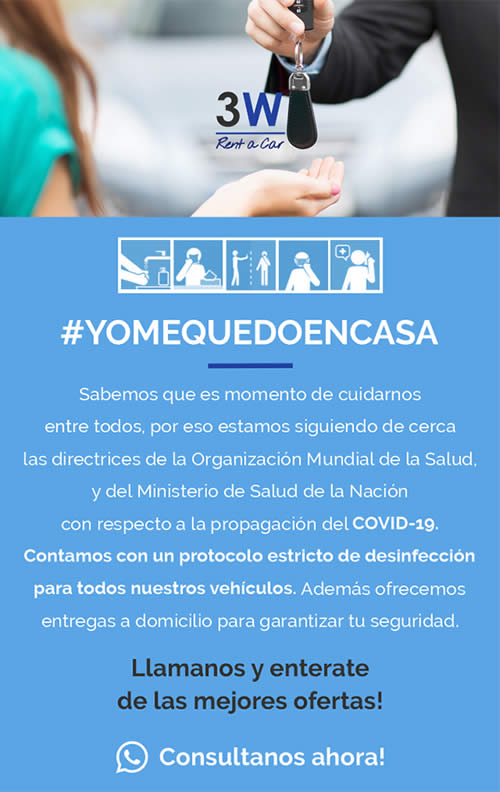 3W
Rent a Car
#YOMEQUEDOENCASA
Sabemos que es momento de cuidarnos
entre todos, por eso estamos siguiendo de cerca
las directrices de la Organización Mundial de la Salud,
y del Ministerio de Salud de la Nación
con respecto a la propagación del COVID-19.
Contamos con un protocolo estricto de desinfección
para todos nuestros vehículos. Además ofrecemos
entregas a domicilio para garantizar tu seguridad.
Llamanos y enterate
de las mejores ofertas!
Consultanos ahora!